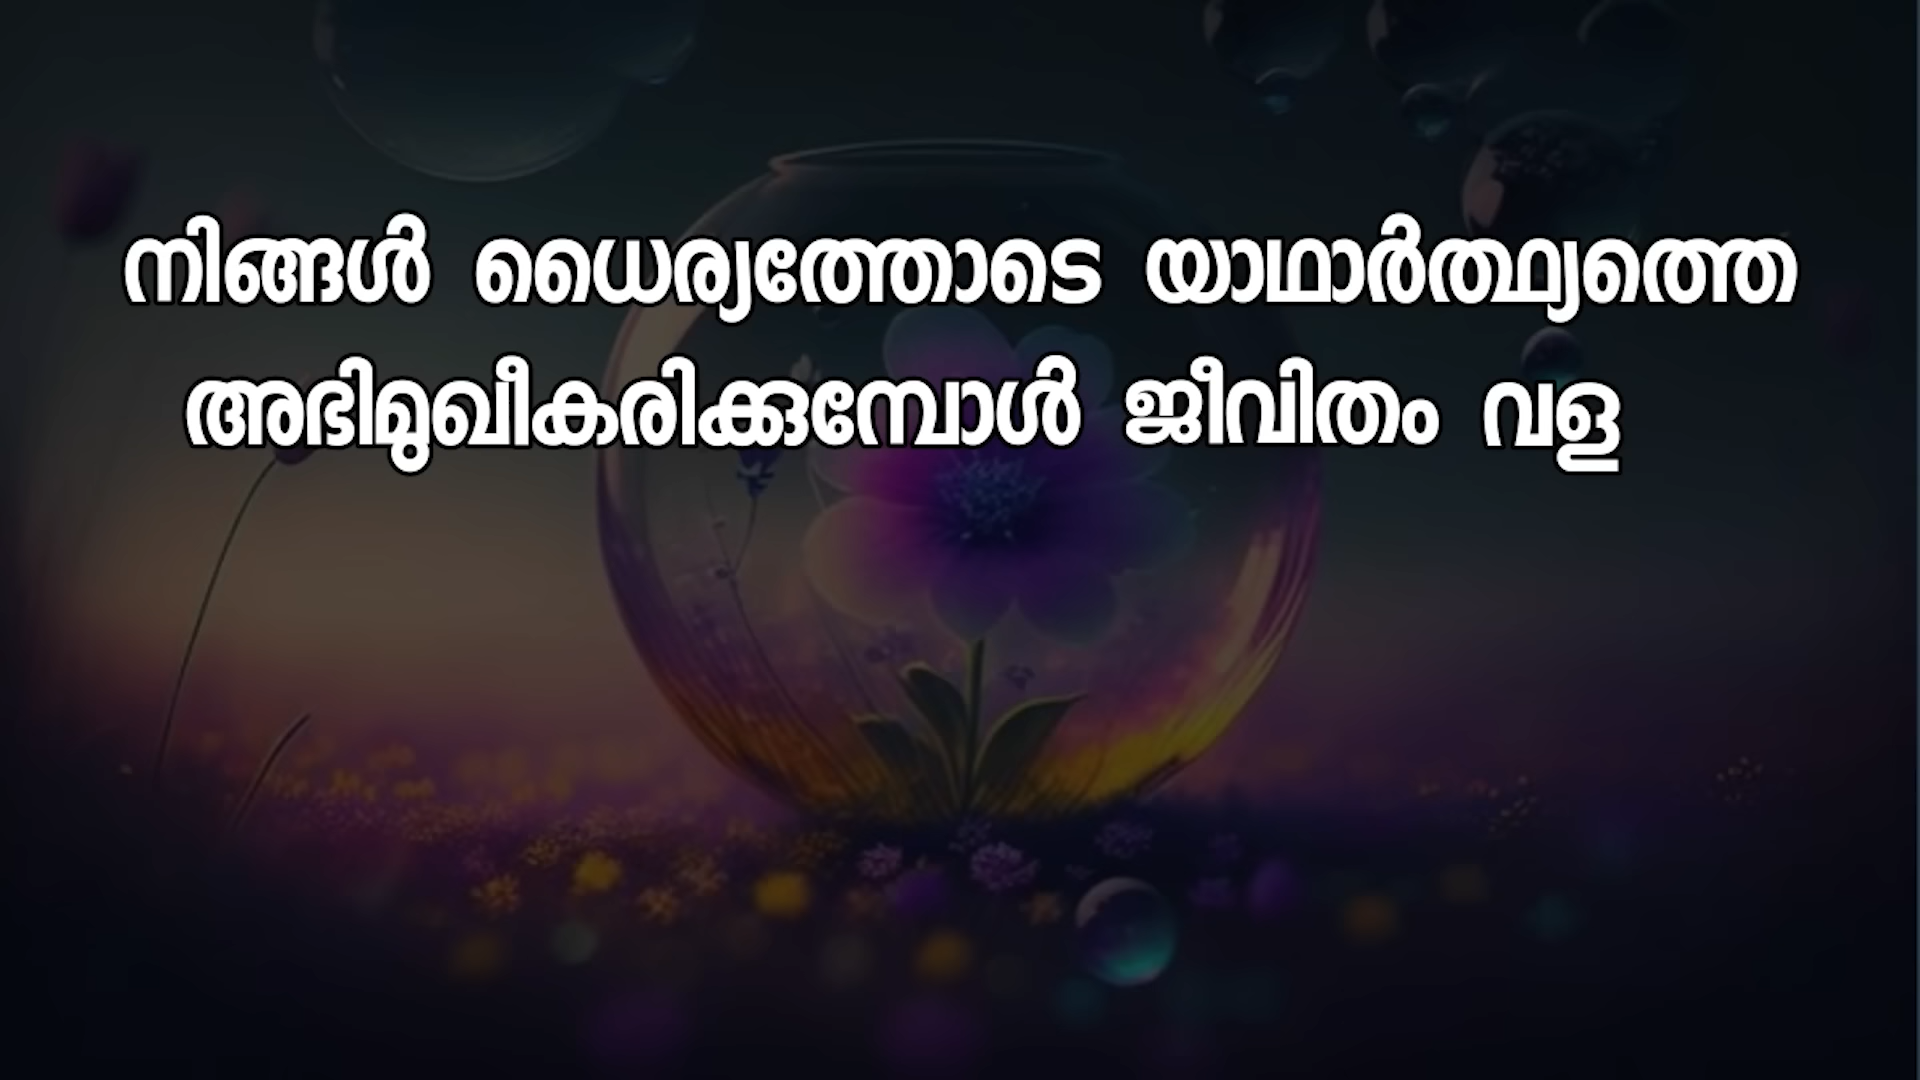 നിങ്ങൾ ധൈര്യത്തോടെ യാഥാർത്ഥ്യത്തെ
അഭിമുഖീകരിക്കുമ്പോൾ ജീവിതം വള